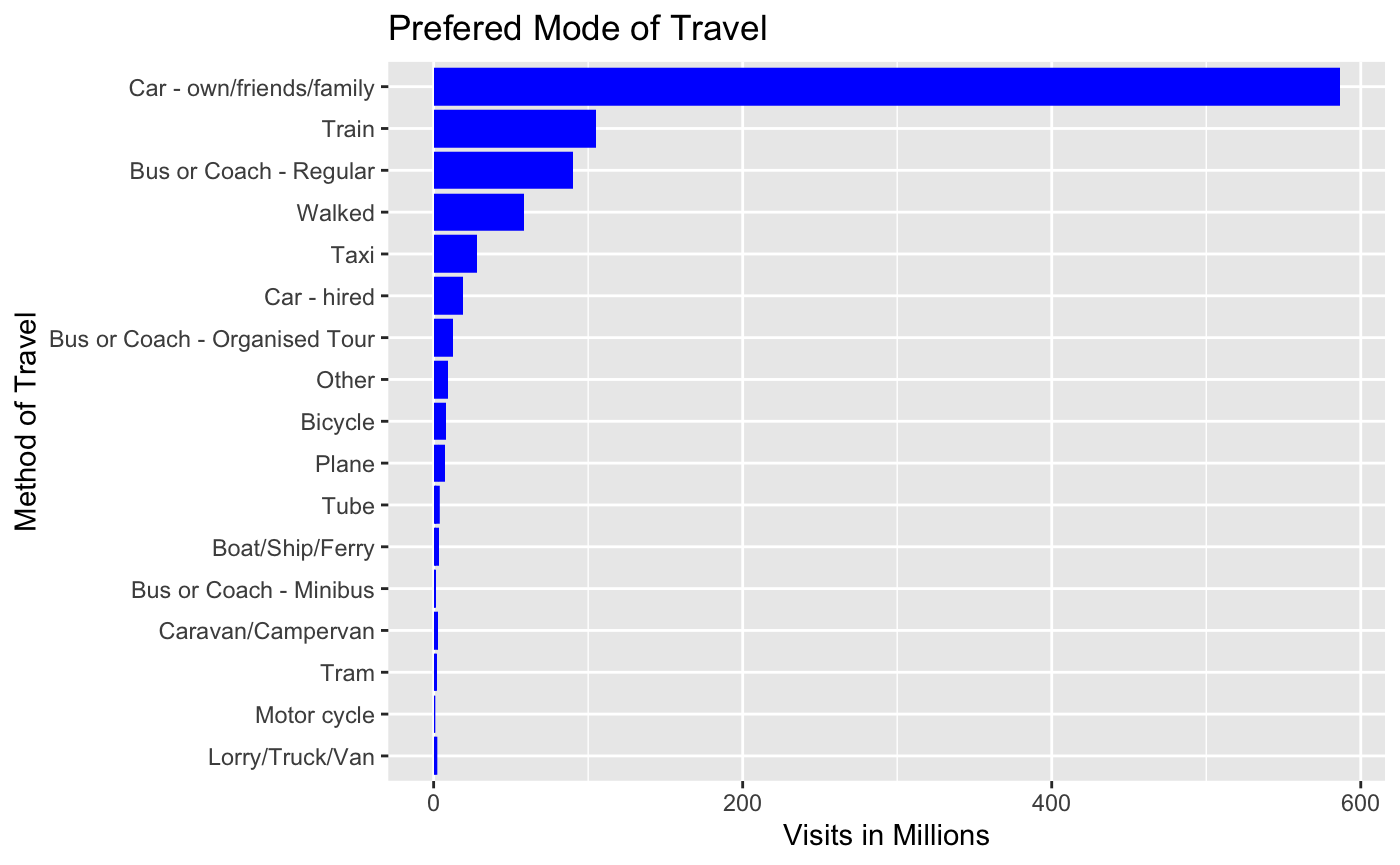 Prefered Mode of Travel
Method of Travel
Car - own/friends/family
Train
Bus or Coach - Regular
Walked
Taxi
Car - hired
Bus or Coach - Organised Tour
Other
Bicycle
Plane
Tube
Boat/Ship/Ferry
Bus or Coach - Minibus
Caravan/Campervan
Tram
Motor cycle
Lorry/Truck/Van
0 200 400 600
Visits in Millions